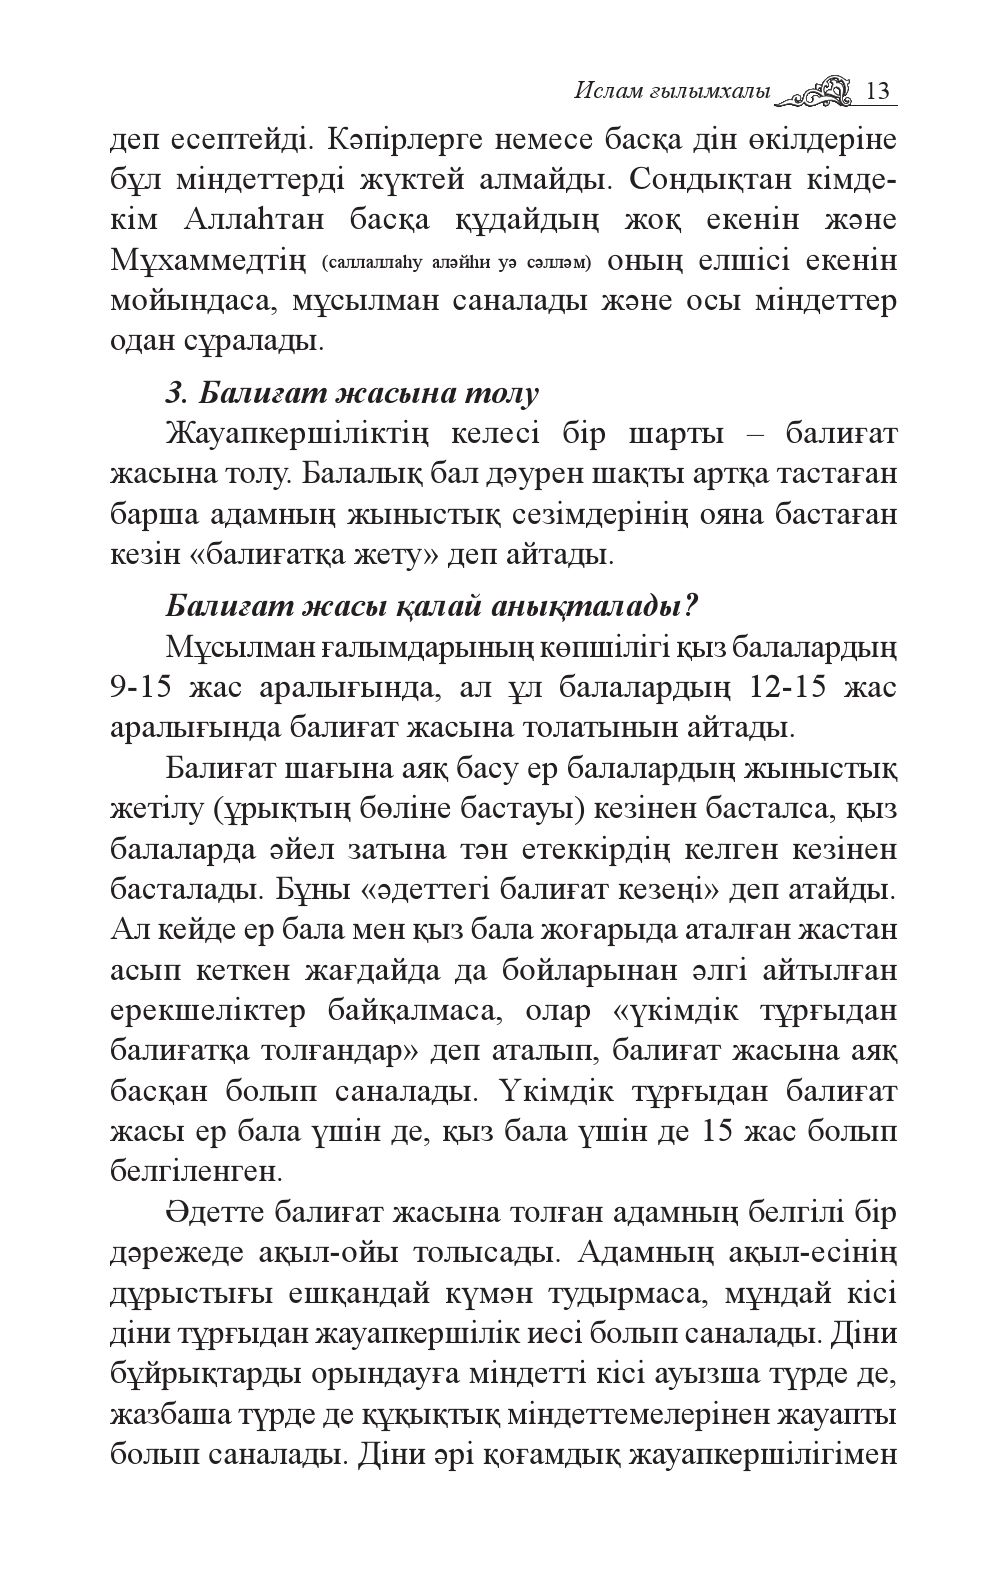 Ислам ғылымхалы 13
деп есептейді. Кәпірлерге немесе басқа дін өкілдеріне
бұл міндеттерді жүктей алмайды. Сондықтан кімде-
кім Аллаһтан басқа құдайдың жоқ екенін және
Мұхаммедтің (саллаллаһу аләйһи уә сәлләм) оның елшісі екенін
мойындаса, мұсылман саналады және осы міндеттер
одан сұралады.
3. Балиғат жасына толу
Жауапкершіліктің келесі бір шарты – балиғат
жасына толу. Балалық бал дәурен шақты артқа тастаған
барша адамның жыныстық сезімдерінің ояна бастаған
кезін «балиғатқа жету» деп айтады.
Балиғат жасы қалай анықталады?
Мұсылман ғалымдарының көпшілігі қыз балалардың
9-15 жас аралығында, ал ұл балалардың 12-15 жас
аралығында балиғат жасына толатынын айтады.
Балиғат шағына аяқ басу ер балалардың жыныстық
жетілу (ұрықтың бөліне бастауы) кезінен басталса, қыз
балаларда әйел затына тән етеккірдің келген кезінен
басталады. Бұны «әдеттегі балиғат кезеңі» деп атайды.
Ал кейде ер бала мен қыз бала жоғарыда аталған жастан
асып кеткен жағдайда да бойларынан әлгі айтылған
ерекшеліктер байқалмаса, олар «үкімдік тұрғыдан
балиғатқа толғандар» деп аталып, балиғат жасына аяқ
басқан болып саналады. Үкімдік тұрғыдан балиғат
жасы ер бала үшін де, қыз бала үшін де 15 жас болып
белгіленген.
Әдетте балиғат жасына толған адамның белгілі бір
дәрежеде ақыл-ойы толысады. Адамның ақыл-есінің
дұрыстығы ешқандай күмән тудырмаса, мұндай кісі
діни тұрғыдан жауапкершілік иесі болып саналады. Діни
бұйрықтарды орындауға міндетті кісі ауызша түрде де,
жазбаша түрде де құқықтық міндеттемелерінен жауапты
болып саналады. Діни әрі қоғамдық жауапкершілігімен